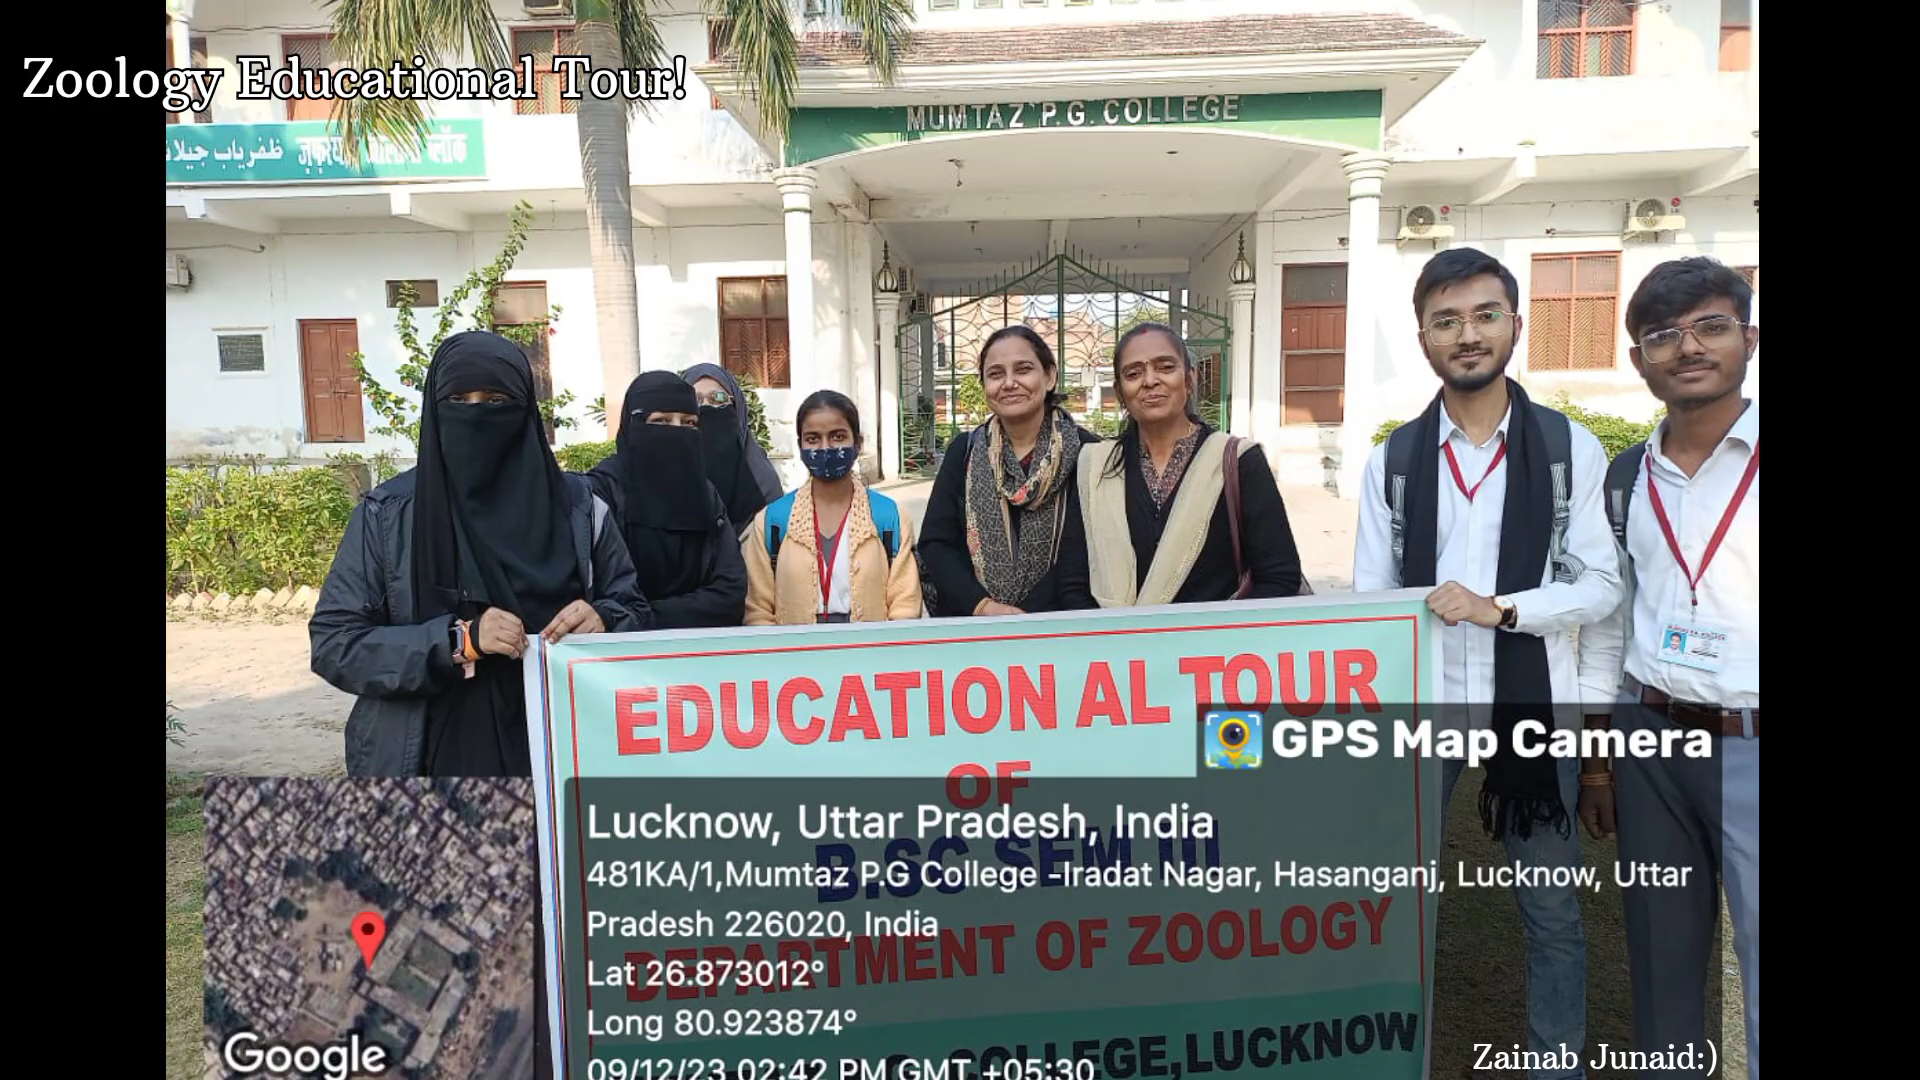 Zoology Educational Tour!
MUMTAZ P.G. COLLEGE
ظفریاب جیلا
ब्लॉक
EDUCATION AL TOUR
OF
B.SC SEM III
DEPARTMENT OF ZOOLOGY
COLLEGE, LUCKNOW
GPS Map Camera
Lucknow, Uttar Pradesh, India
481KA/1,Mumtaz P.G College -Iradat Nagar, Hasanganj, Lucknow, Uttar
Pradesh 226020, India
Lat 26.873012°
Long 80.923874°
09/12/23 02:42 PM GMT +05:30
Google
Zainab Junaid:)